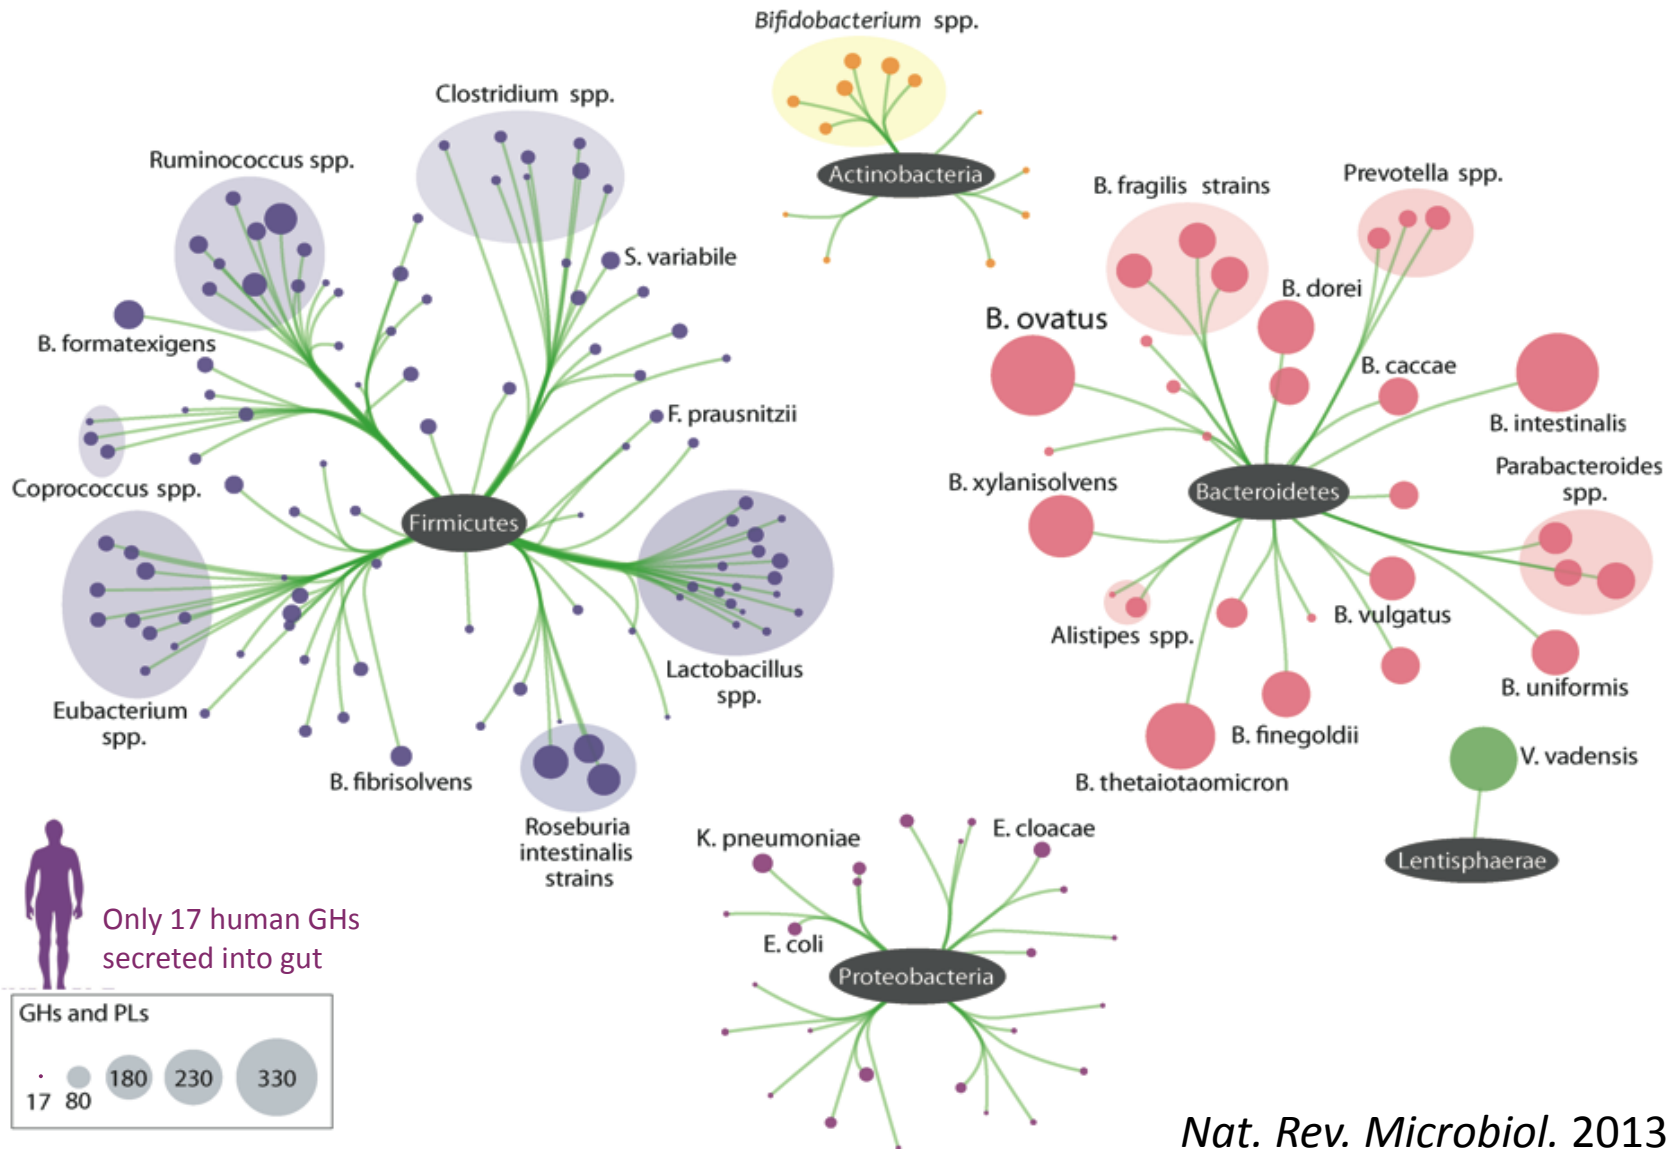 Bifidobacterium spp.
Clostridium spp.
Ruminococcus spp.
Actinobacteria
B. fragilis strains
Prevotella spp.
S. variabile
B. formatexigens
B. ovatus
B. dorei
B. caccae
B. intestinalis
F. prausnitzii
Coprococcus spp.
Firmicutes
B. xylanisolvens
Bacteroidetes
Parabacteroides
spp.
Eubacterium
spp.
Lactobacillus
spp.
Alistipes spp.
B. vulgatus
B. uniformis
B. fibrisolvens
B. finegoldii
B. thetaiotaomicron
V. vadensis
Lentisphaerae
Roseburia
intestinalis
strains
K. pneumoniae
E. cloacae
E. coli
Proteobacteria
Only 17 human GHs
secreted into gut
GHs and PLs
17 80 180 230 330
Nat. Rev. Microbiol. 2013